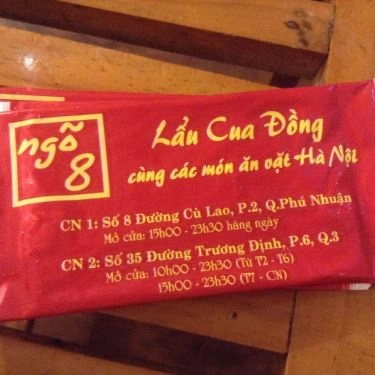 ngõ
8
Lẩu Cua Đồng
cùng các món ăn vặt Hà Nội
CN 1: Số 8 Đường Cù Lao, P.2, Q.Phú Nhuận
Mở cửa: 15h00 - 23h30 hằng ngày
CN 2: Số 35 Đường Trương Định, P.6, Q.3
Mở cửa: 10h00 - 23h30 (Từ T2 - T6)
15h00 - 23h30 (T7 - CN)